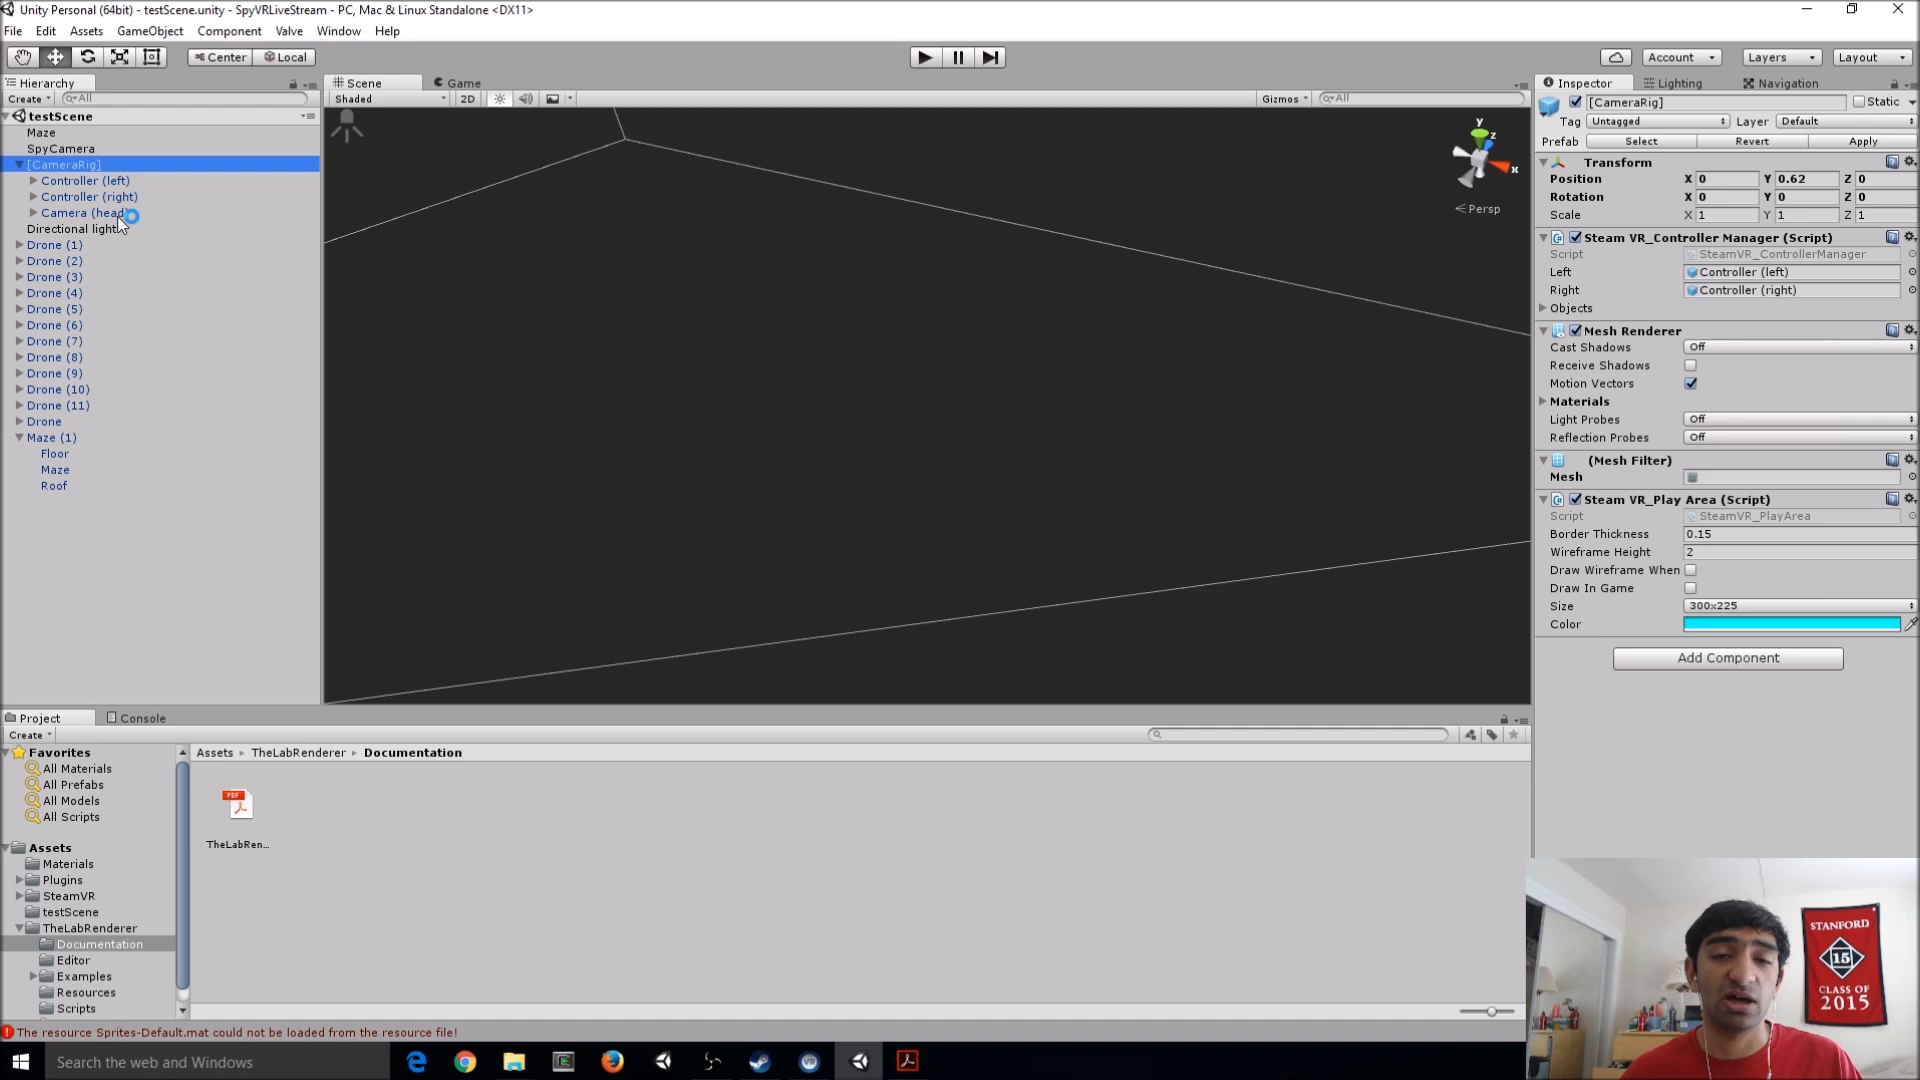 Unity Personal (64bit) - testScene.unity - SpyVRLiveStream - PC, Mac & Linux Standalone <DX11>
File Edit Assets GameObject Component Valve Window Help
Center Local Account Layers Layout
Hierarchy
Create All
testScene
Maze
SpyCamera
[CameraRig]
Controller (left)
Controller (right)
Camera (head
Directional light
Drone (1)
Drone (2)
Drone (3)
Drone (4)
Drone (5)
Drone (6)
Drone (7)
Drone (8)
Drone (9)
Drone (10)
Drone (11)
Drone
Maze (1)
Floor
Maze
Roof
Scene Game
Shaded 2D Gizmos All
y
z
x
Persp
Inspector Lighting Navigation
[CameraRig] Static
Tag Untagged Layer Default
Prefab Select Revert Apply
Transform
Position X 0 Y 0.62 Z 0
Rotation X 0 Y 0 Z 0
Scale X 1 Y 1 Z 1
Steam VR_Controller Manager (Script)
Script SteamVR_ControllerManager
Left Controller (left)
Right Controller (right)
Objects
Mesh Renderer
Cast Shadows Off
Receive Shadows
Motion Vectors
Materials
Light Probes Off
Reflection Probes Off
(Mesh Filter)
Mesh
Steam VR_Play Area (Script)
Script SteamVR_PlayArea
Border Thickness 0.15
Wireframe Height 2
Draw Wireframe When
Draw In Game
Size 300x225
Color
Add Component
Project Console
Create
Favorites
All Materials
All Prefabs
All Models
All Scripts
Assets
Materials
Plugins
SteamVR
testScene
TheLabRenderer
Documentation
Editor
Examples
Resources
Scripts
Assets TheLabRenderer Documentation
PDF
TheLabRen...
The resource Sprites-Default.mat could not be loaded from the resource file!
Search the web and Windows
VR
STANFORD
15
CLASS OF
2015